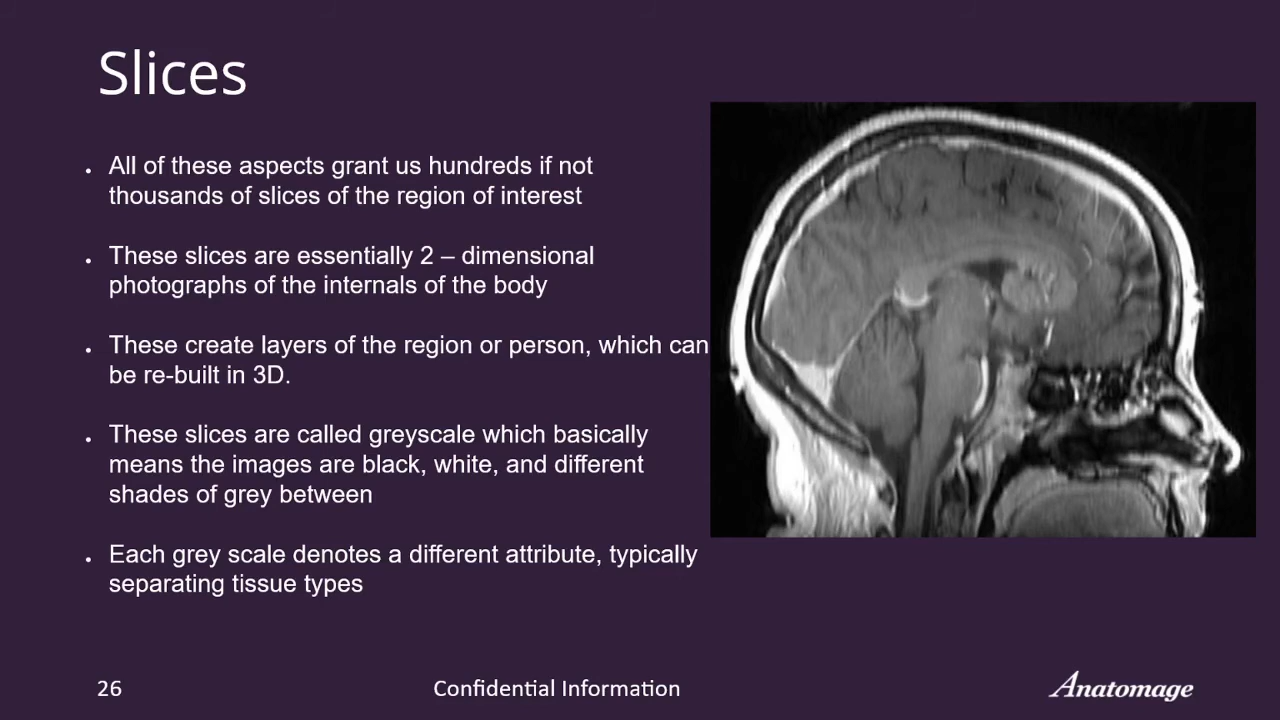 Slices
. All of these aspects grant us hundreds if not
thousands of slices of the region of interest
. These slices are essentially 2 – dimensional
photographs of the internals of the body
. These create layers of the region or person, which can
be re-built in 3D.
. These slices are called greyscale which basically
means the images are black, white, and different
shades of grey between
. Each grey scale denotes a different attribute, typically
separating tissue types
26
Confidential Information
Anatomage